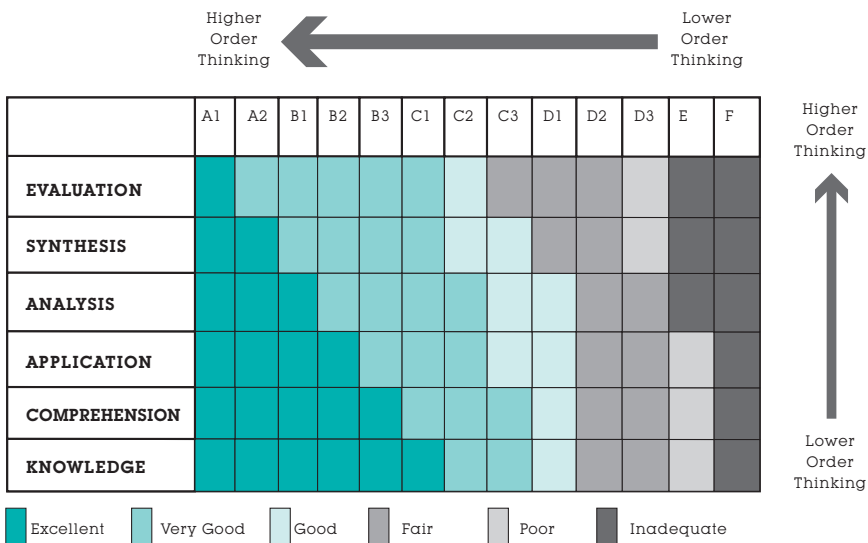 Higher
Order
Thinking
Lower
Order
Thinking
A1 A2 B1 B2 B3 C1 C2 C3 D1 D2 D3 E F
Higher
Order
Thinking
EVALUATION
SYNTHESIS
ANALYSIS
APPLICATION
COMPREHENSION
KNOWLEDGE
Lower
Order
Thinking
Excellent Very Good Good Fair Poor Inadequate